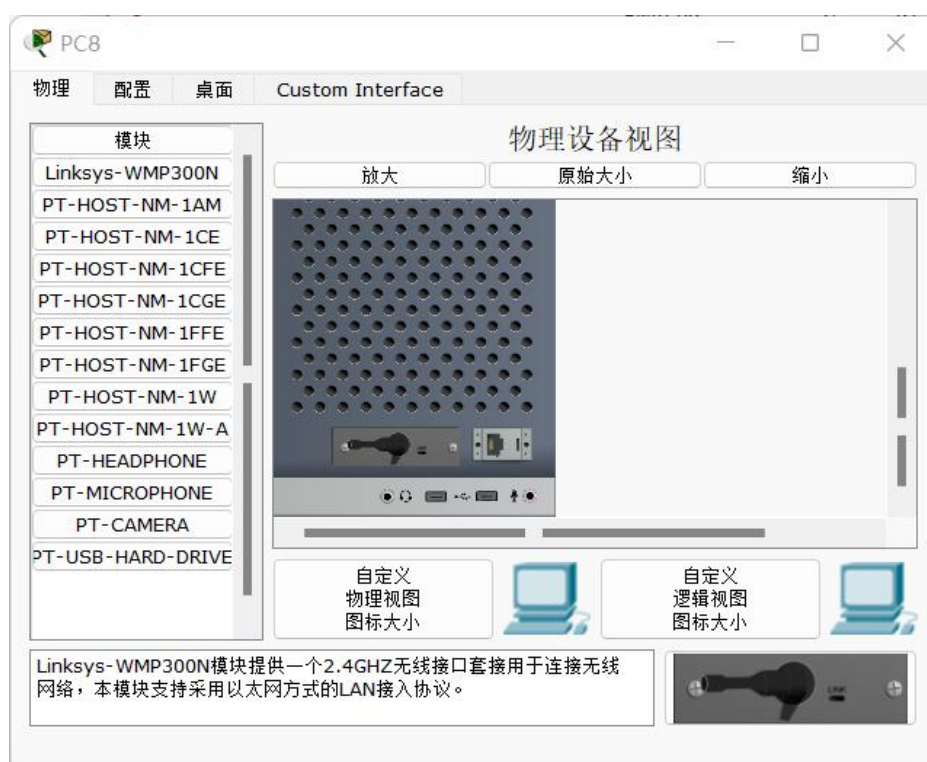 PC8
物理 配置 桌面 Custom Interface
模块
Linksys-WMP300N
PT-HOST-NM-1AM
PT-HOST-NM-1CE
PT-HOST-NM-1CFE
PT-HOST-NM-1CGE
PT-HOST-NM-1FFE
PT-HOST-NM-1FGE
PT-HOST-NM-1W
PT-HOST-NM-1W-A
PT-HEADPHONE
PT-MICROPHONE
PT-CAMERA
PT-USB-HARD-DRIVE
物理设备视图
放大 原始大小 缩小
自定义
物理视图
图标大小
自定义
逻辑视图
图标大小
Linksys-WMP300N模块提供一个2.4GHZ无线接口套接用于连接无线
网络，本模块支持采用以太网方式的LAN接入协议。
LINK